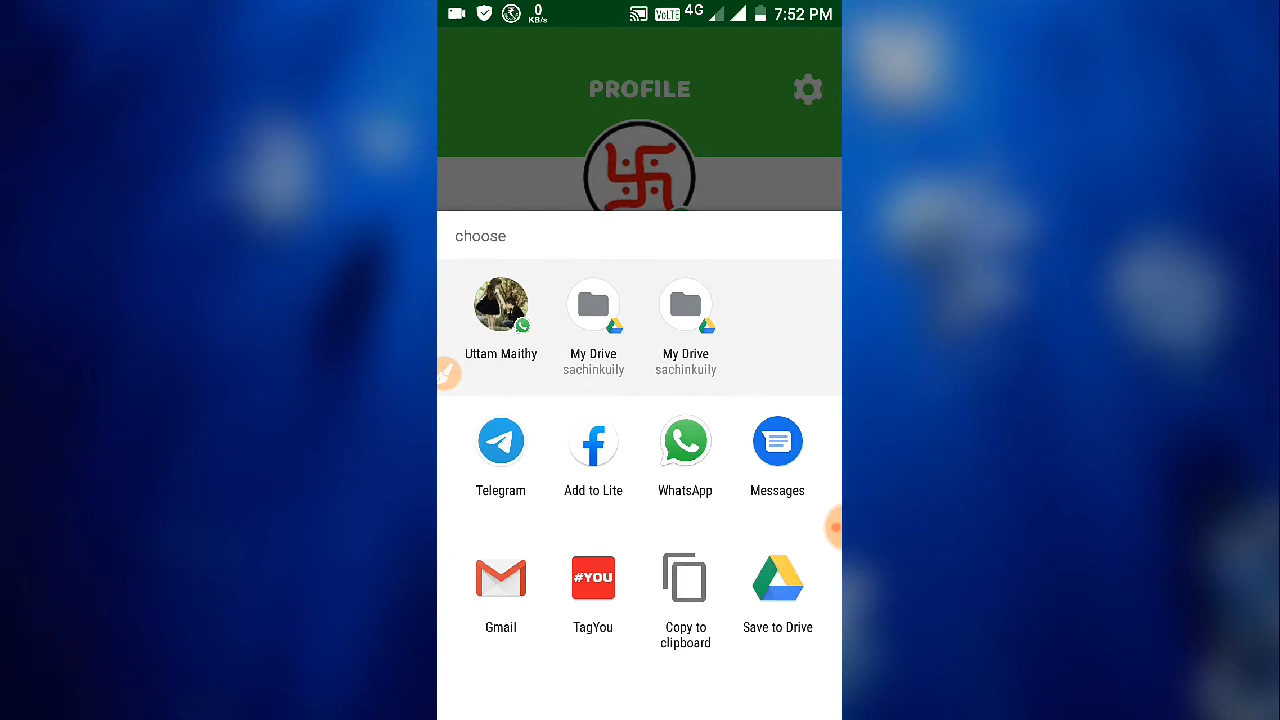 0
KB/s
VoLTE
4G
7:52 PM
PROFILE
choose
Uttam Maithy
My Drive
sachinkuily
My Drive
sachinkuily
Telegram
Add to Lite
WhatsApp
Messages
#YOU
Gmail
TagYou
Copy to
clipboard
Save to Drive